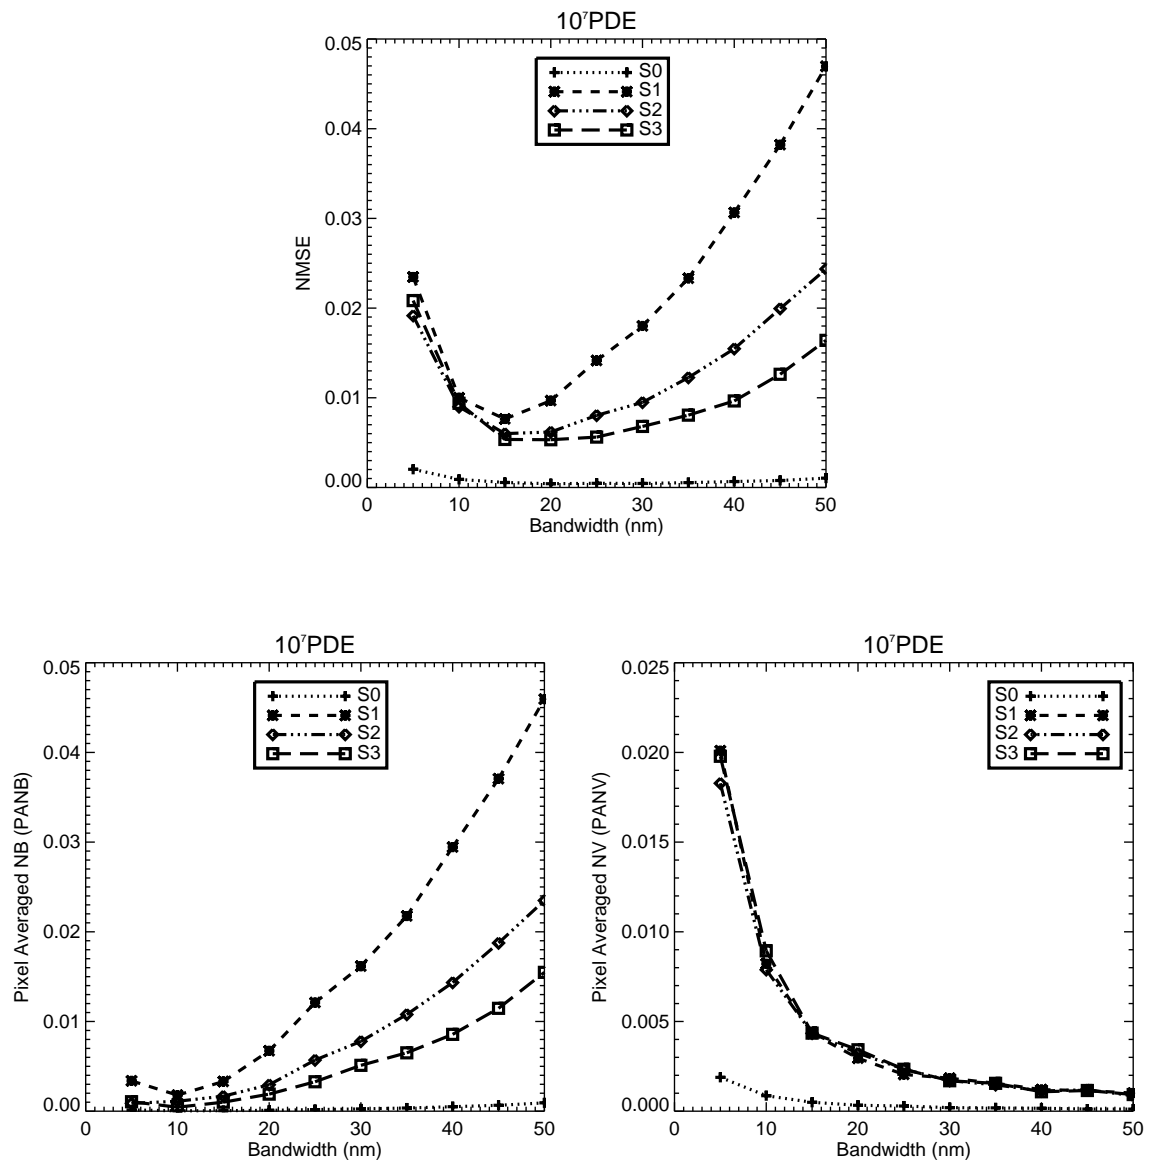 10⁷PDE
0.05
0.04
0.03
0.02
0.01
0.00
NMSE
S0
S1
S2
S3
0 10 20 30 40 50
Bandwidth (nm)
10⁷PDE
0.05
0.04
0.03
0.02
0.01
0.00
Pixel Averaged NB (PANB)
S0
S1
S2
S3
0 10 20 30 40 50
Bandwidth (nm)
10⁷PDE
0.025
0.020
0.015
0.010
0.005
0.000
Pixel Averaged NV (PANV)
S0
S1
S2
S3
0 10 20 30 40 50
Bandwidth (nm)